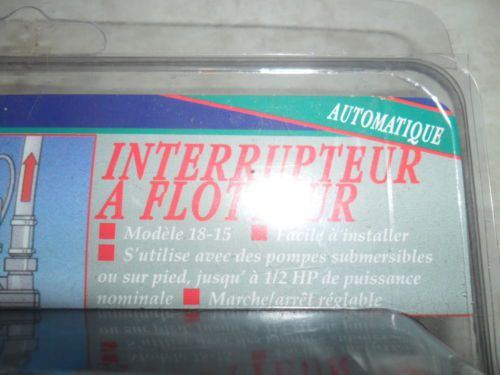 AUTOMATIQUE
INTERRUPTEUR
A FLOTTEUR
Modèle 18-15 Facile à installer
S'utilise avec des pompes submersibles
ou sur pied, jusqu' à 1/2 HP de puissance
nominale Marche/arrêt réglable